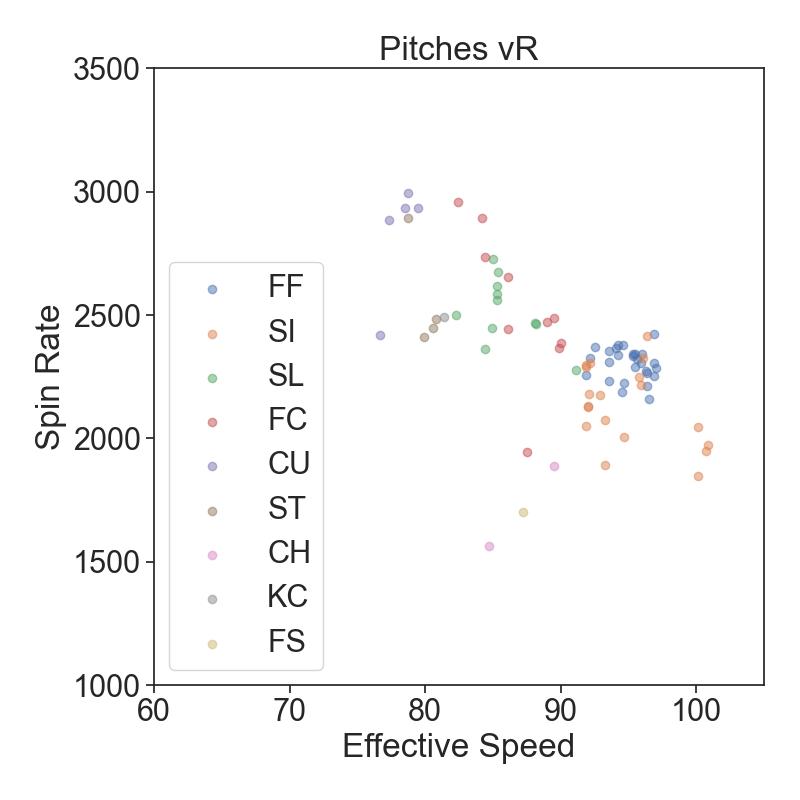 Pitches vR
3500
3000
2500
2000
1500
1000
Spin Rate
FF
SI
SL
FC
CU
ST
CH
KC
FS
60 70 80 90 100
Effective Speed